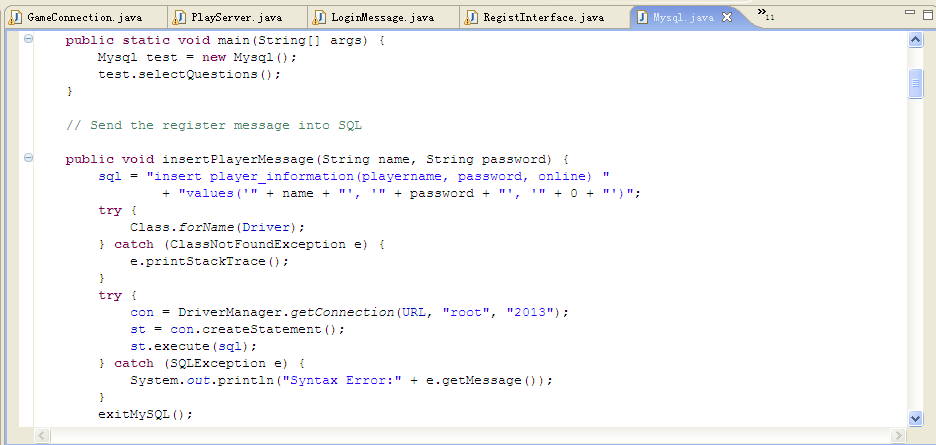 GameConnection.java PlayServer.java LoginMessage.java RegistInterface.java Mysql.java »11
public static void main(String[] args) {
Mysql test = new Mysql();
test.selectQuestions();
}
// Send the register message into SQL
public void insertPlayerMessage(String name, String password) {
sql = "insert player_information(playername, password, online) "
+ "values('" + name + "', '" + password + "', '" + 0 + "')";
try {
Class.forName(Driver);
} catch (ClassNotFoundException e) {
e.printStackTrace();
}
try {
con = DriverManager.getConnection(URL, "root", "2013");
st = con.createStatement();
st.execute(sql);
} catch (SQLException e) {
System.out.println("Syntax Error:" + e.getMessage());
}
exitMySQL();